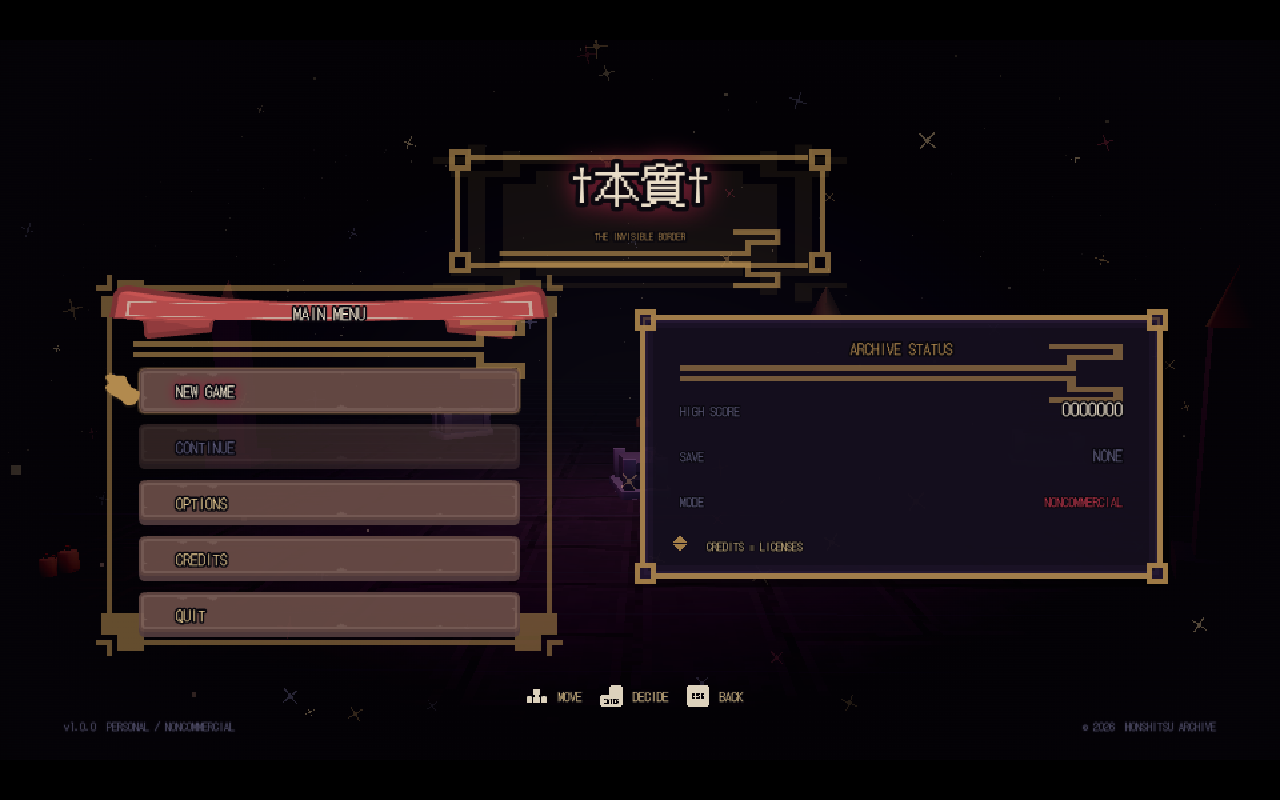 †本質†
THE INVISIBLE BORDER
MAIN MENU
NEW GAME
CONTINUE
OPTIONS
CREDITS
QUIT
ARCHIVE STATUS
HIGH SCORE 0000000
SAVE NONE
MODE NONCOMMERCIAL
CREDITS : LICENSES
MOVE DECIDE ESC BACK
v1.0.0 PERSONAL / NONCOMMERCIAL
© 2026 HONSHITSU ARCHIVE